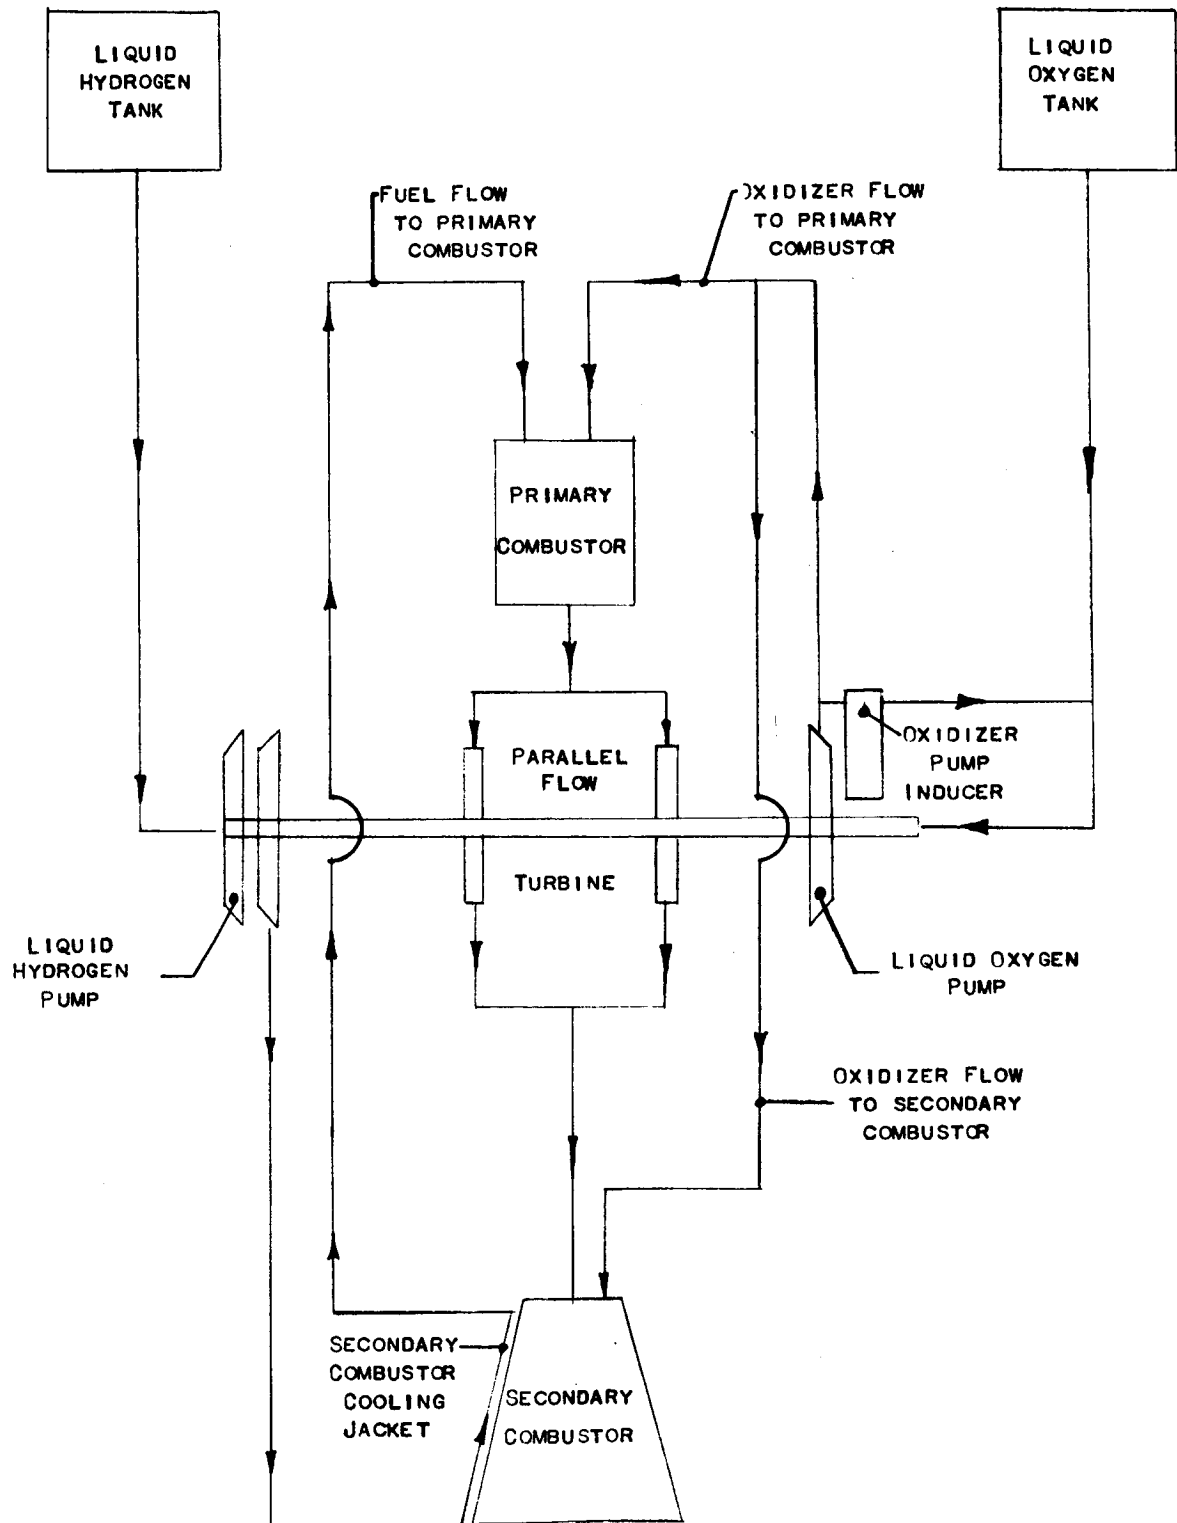 LIQUID
HYDROGEN
TANK
LIQUID
OXYGEN
TANK
FUEL FLOW
TO PRIMARY
COMBUSTOR
OXIDIZER FLOW
TO PRIMARY
COMBUSTOR
PRIMARY
COMBUSTOR
PARALLEL
FLOW
TURBINE
OXIDIZER
PUMP
INDUCER
LIQUID
HYDROGEN
PUMP
LIQUID OXYGEN
PUMP
OXIDIZER FLOW
TO SECONDARY
COMBUSTOR
SECONDARY
COMBUSTOR
COOLING
JACKET
SECONDARY
COMBUSTOR